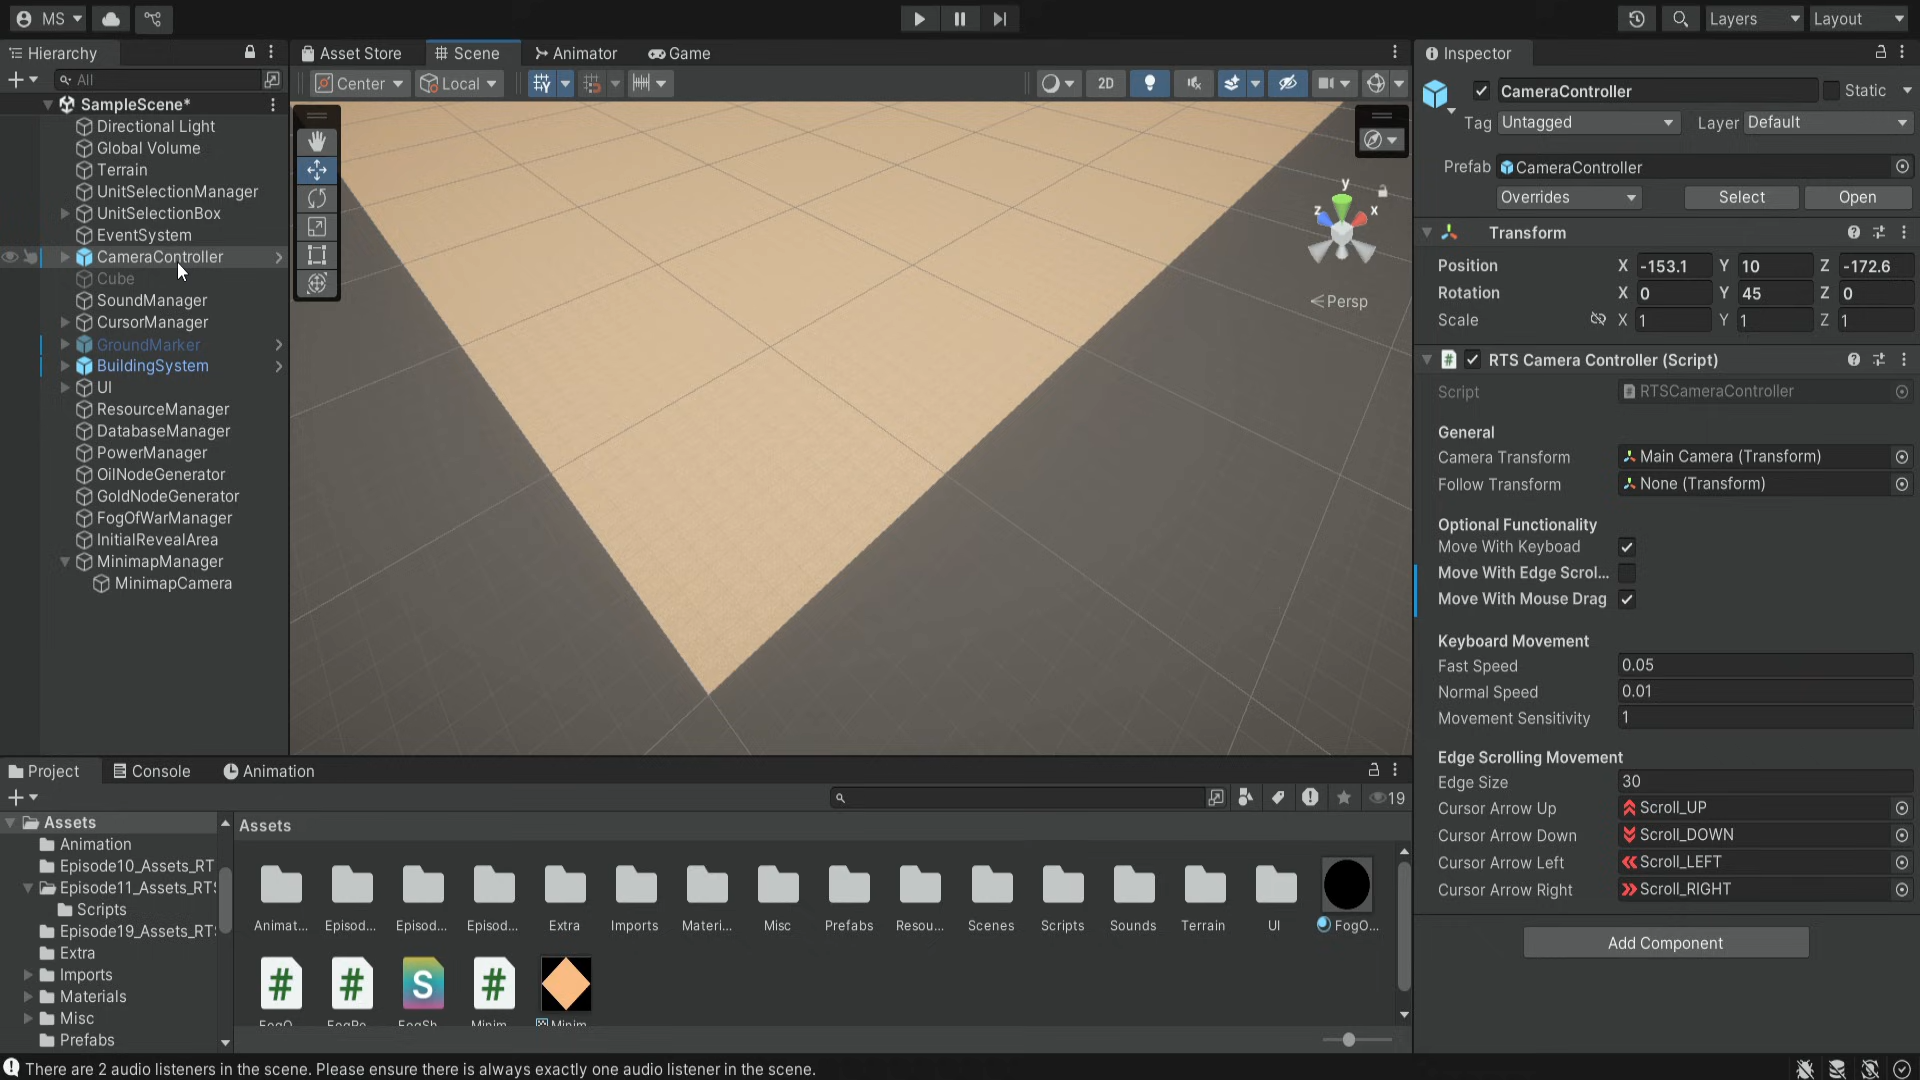 MS
Layers
Layout
Hierarchy
Asset Store
Scene
Animator
Game
Inspector
All
Center
Local
2D
SampleScene*
Directional Light
Global Volume
Terrain
UnitSelectionManager
UnitSelectionBox
EventSystem
CameraController
Cube
SoundManager
CursorManager
GroundMarker
BuildingSystem
UI
ResourceManager
DatabaseManager
PowerManager
OilNodeGenerator
GoldNodeGenerator
FogOfWarManager
InitialRevealArea
MinimapManager
MinimapCamera
y
z x
Persp
CameraController Static
Tag Untagged Layer Default
Prefab CameraController
Overrides Select Open
Transform
Position X -153.1 Y 10 Z -172.6
Rotation X 0 Y 45 Z 0
Scale X 1 Y 1 Z 1
# RTS Camera Controller (Script)
Script RTSCameraController
General
Camera Transform Main Camera (Transform)
Follow Transform None (Transform)
Optional Functionality
Move With Keyboad
Move With Edge Scrol...
Move With Mouse Drag
Keyboard Movement
Fast Speed 0.05
Normal Speed 0.01
Movement Sensitivity 1
Edge Scrolling Movement
Edge Size 30
Cursor Arrow Up Scroll_UP
Cursor Arrow Down Scroll_DOWN
Cursor Arrow Left Scroll_LEFT
Cursor Arrow Right Scroll_RIGHT
Add Component
Project Console Animation
19
Assets
Animation
Episode10_Assets_RT
Episode11_Assets_RT
Scripts
Episode19_Assets_RT
Extra
Imports
Materials
Misc
Prefabs
Assets
Animat... Episod... Episod... Episod... Extra Imports Materi... Misc Prefabs Resou... Scenes Scripts Sounds Terrain UI FogO...
# # S #
There are 2 audio listeners in the scene. Please ensure there is always exactly one audio listener in the scene.